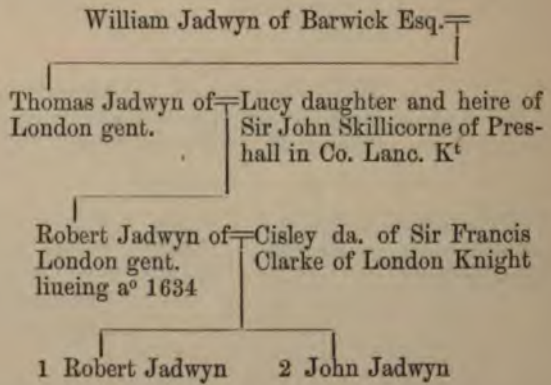 William Jadwyn of Barwick Esq.
Thomas Jadwyn of
London gent.
Lucy daughter and heire of
Sir John Skillicorne of Pres-
hall in Co. Lanc. Kt
Robert Jadwyn of
London gent.
liueing ao 1634
Cisley da. of Sir Francis
Clarke of London Knight
1 Robert Jadwyn
2 John Jadwyn